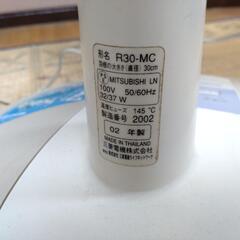 形名 R30-MC
羽根の大きさ(直径) 30cm
MITSUBISHI LN
100V 50/60Hz
32/37 W
温度ヒューズ 145 ℃
製造番号 2002
02 年製
MADE IN THAILAND
三菱電機株式会社